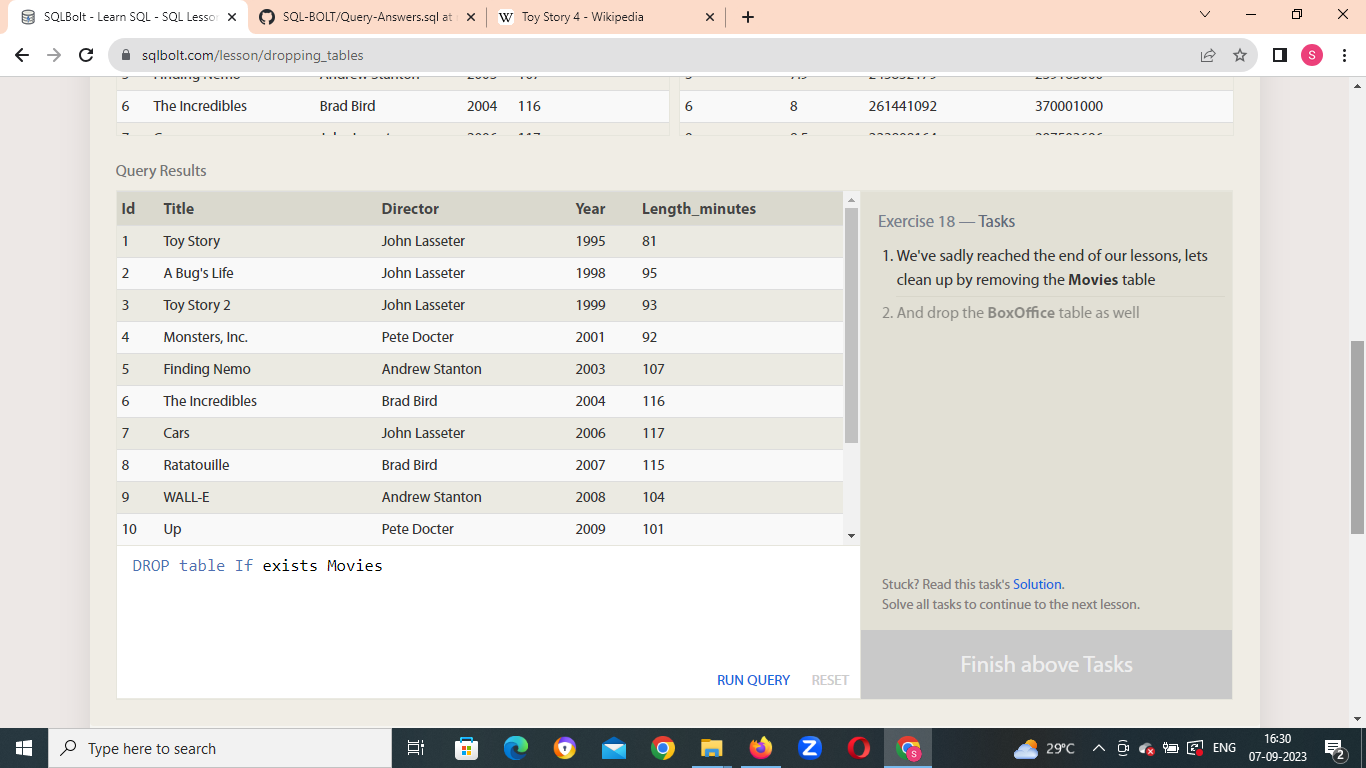 SQLBolt - Learn SQL - SQL Lesson
SQL-BOLT/Query-Answers.sql at
Toy Story 4 - Wikipedia
sqlbolt.com/lesson/dropping_tables
S
6 The Incredibles Brad Bird 2004 116
6 8 261441092 370001000
Query Results
Id Title Director Year Length_minutes
1 Toy Story John Lasseter 1995 81
2 A Bug's Life John Lasseter 1998 95
3 Toy Story 2 John Lasseter 1999 93
4 Monsters, Inc. Pete Docter 2001 92
5 Finding Nemo Andrew Stanton 2003 107
6 The Incredibles Brad Bird 2004 116
7 Cars John Lasseter 2006 117
8 Ratatouille Brad Bird 2007 115
9 WALL-E Andrew Stanton 2008 104
10 Up Pete Docter 2009 101
DROP table If exists Movies
RUN QUERY RESET
Exercise 18 — Tasks
1. We've sadly reached the end of our lessons, lets
clean up by removing the Movies table
2. And drop the BoxOffice table as well
Stuck? Read this task's Solution.
Solve all tasks to continue to the next lesson.
Finish above Tasks
Type here to search
29°C
ENG
16:30
07-09-2023
2